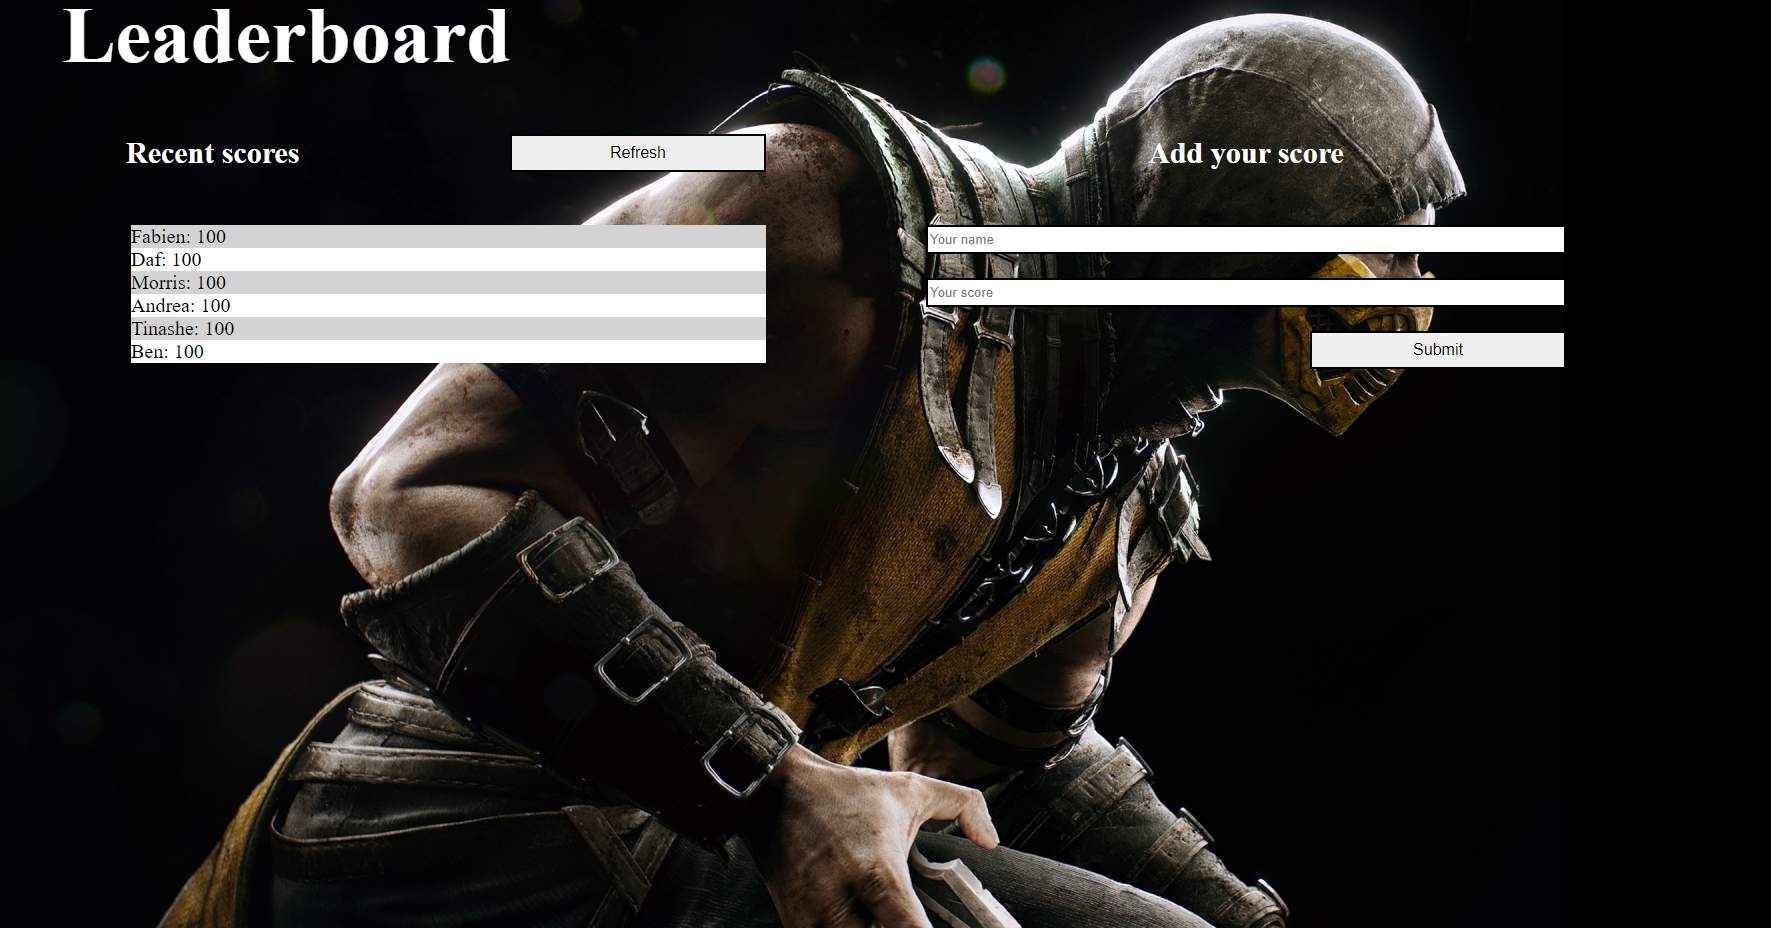 Leaderboard
Recent scores
Refresh
Fabien: 100
Daf: 100
Morris: 100
Andrea: 100
Tinashe: 100
Ben: 100
Add your score
Your name
Your score
Submit